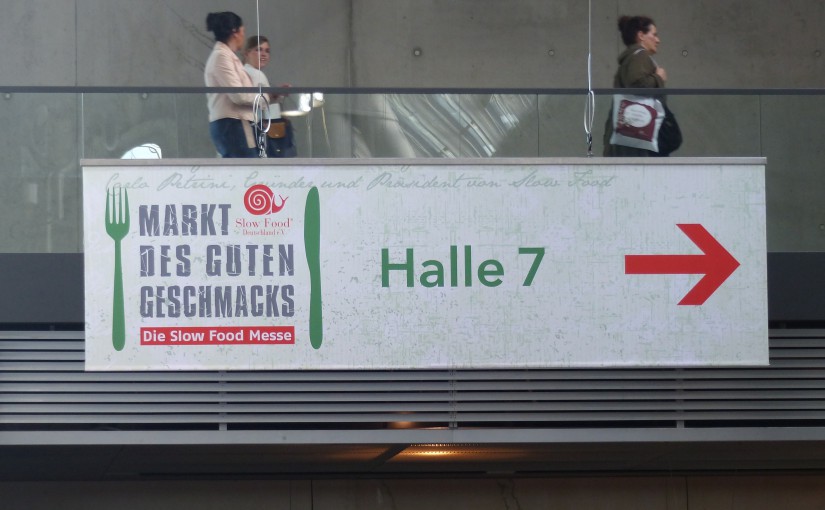 Carlo Petrini, Gründer und Präsident von Slow Food
MARKT
DES GUTEN
GESCHMACKS
Slow Food®
Deutschland e.V.
Die Slow Food Messe
Halle 7